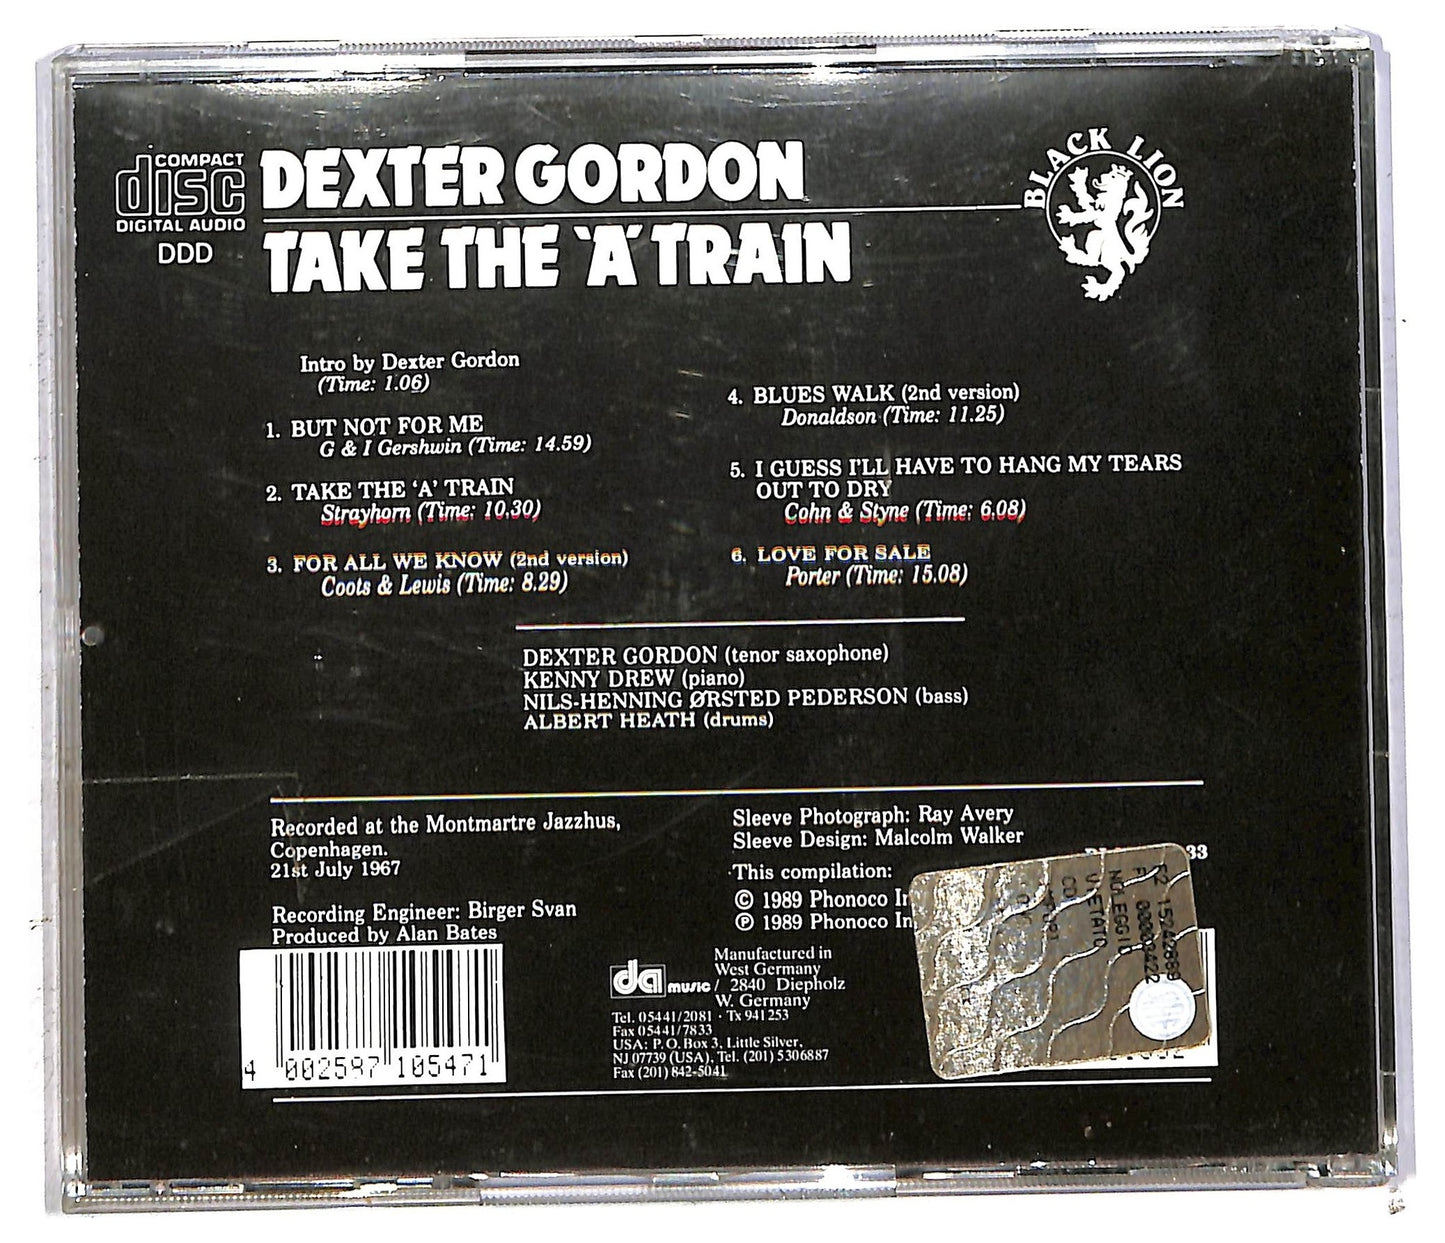 COMPACT
disc
DIGITAL AUDIO
DDD
DEXTER GORDON
TAKE THE 'A' TRAIN
BLACK LION
Intro by Dexter Gordon
(Time: 1.06)
1. BUT NOT FOR ME
G & I Gershwin (Time: 14.59)
2. TAKE THE 'A' TRAIN
Strayhorn (Time: 10.30)
3. FOR ALL WE KNOW (2nd version)
Coots & Lewis (Time: 8.29)
4. BLUES WALK (2nd version)
Donaldson (Time: 11.25)
5. I GUESS I'LL HAVE TO HANG MY TEARS
OUT TO DRY
Cohn & Styne (Time: 6.08)
6. LOVE FOR SALE
Porter (Time: 15.08)
DEXTER GORDON (tenor saxophone)
KENNY DREW (piano)
NILS-HENNING ØRSTED PEDERSON (bass)
ALBERT HEATH (drums)
Recorded at the Montmartre Jazzhus,
Copenhagen.
21st July 1967
Recording Engineer: Birger Svan
Produced by Alan Bates
Sleeve Photograph: Ray Avery
Sleeve Design: Malcolm Walker
This compilation:
© 1989 Phonoco
℗ 1989 Phonoco
33
NOLEGGIO
VIETATO
CD
4 002587 105471
da music /
Manufactured in
West Germany
2840 Diepholz
W. Germany
Tel. 05441/2081 · Tx 941 253
Fax 05441/7833
USA: P.O. Box 3, Little Silver,
NJ 07739 (USA), Tel. (201) 5306887
Fax (201) 842-5041